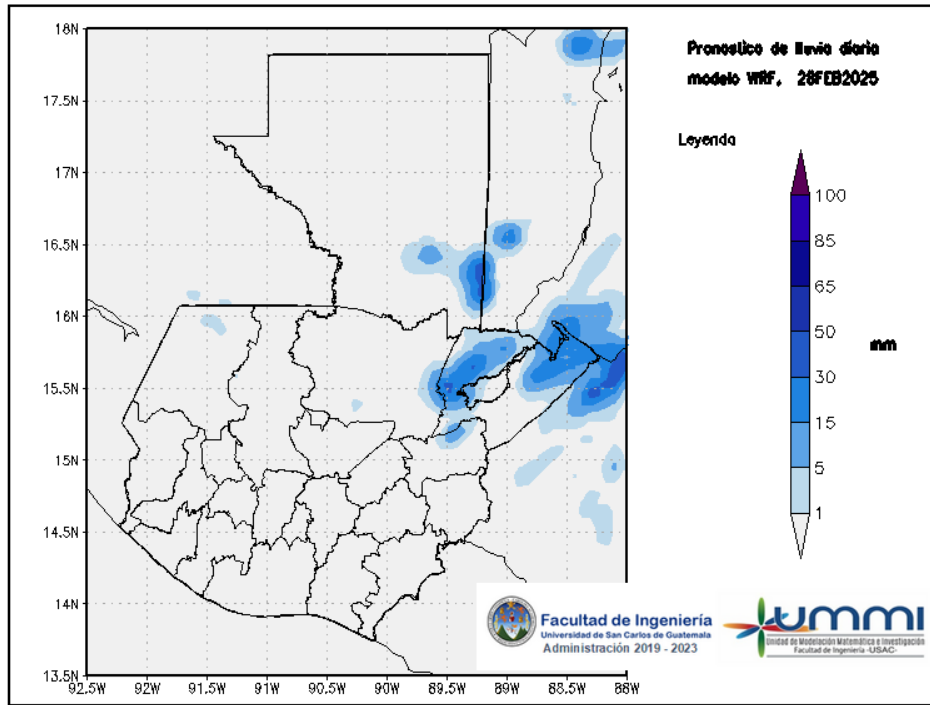 18N
17.5N
17N
16.5N
16N
15.5N
15N
14.5N
14N
13.5N
92.5W
92W
91.5W
91W
90.5W
90W
89.5W
89W
88.5W
88W
Pronostico de lluvia diaria
modelo WRF, 28FEB2025
Leyenda
100
85
65
50
30
15
5
1
mm
Facultad de Ingeniería
Universidad de San Carlos de Guatemala
Administración 2019 - 2023
UMMI
Unidad de Modelación Matemática e Investigación
Facultad de Ingeniería -USAC-